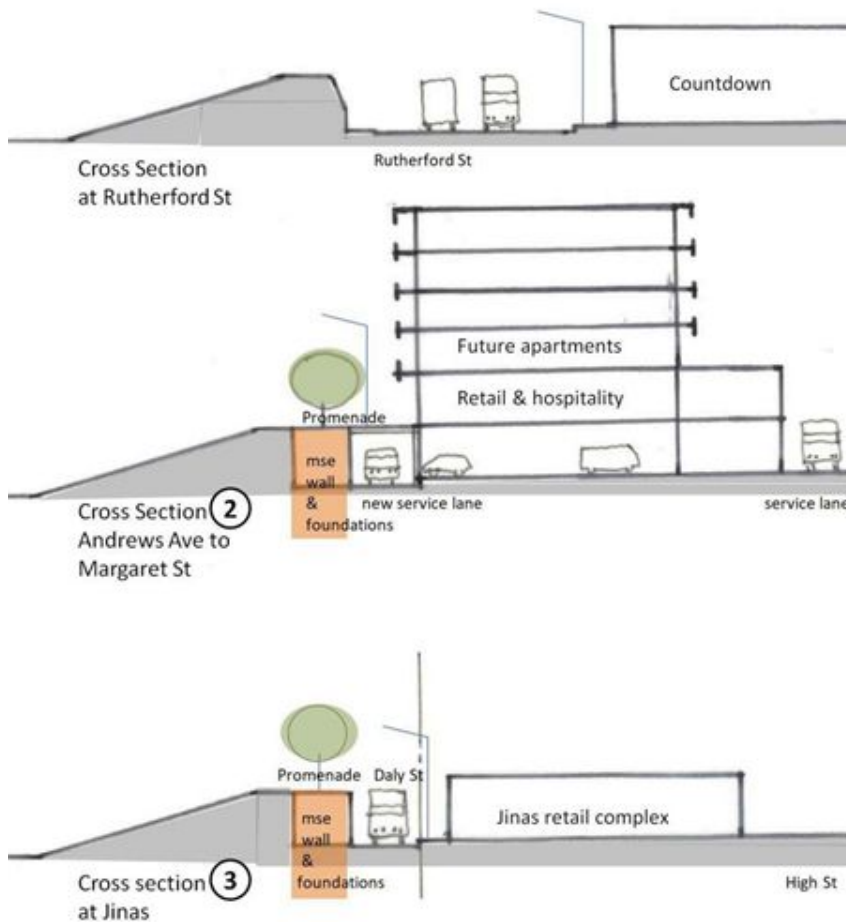 Countdown
Rutherford St
Cross Section
at Rutherford St
Future apartments
Retail & hospitality
Promenade
mse
wall
&
foundations
new service lane
service lane
Cross Section 2
Andrews Ave to
Margaret St
Promenade
Daly St
mse
wall
&
foundations
Jinas retail complex
High St
Cross section 3
at Jinas